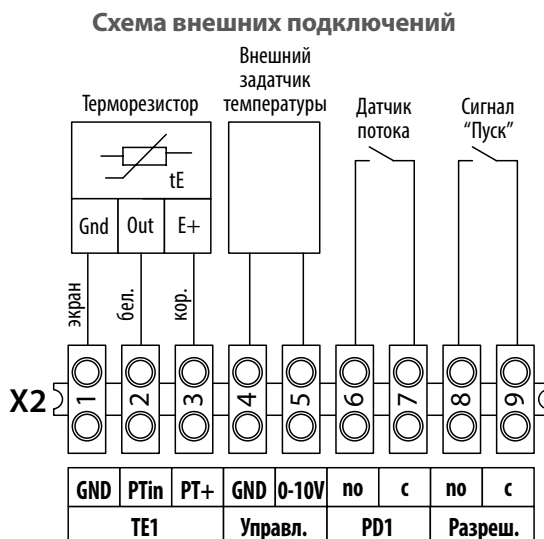 Схема внешних подключений
Терморезистор
Внешний
задатчик
температуры
Датчик
потока
Сигнал
“Пуск”
tE
Gnd Out E+
экран бел. кор.
X2 1 2 3 4 5 6 7 8 9
GND PTin PT+ GND 0-10V no c no c
TE1 Управл. PD1 Разреш.